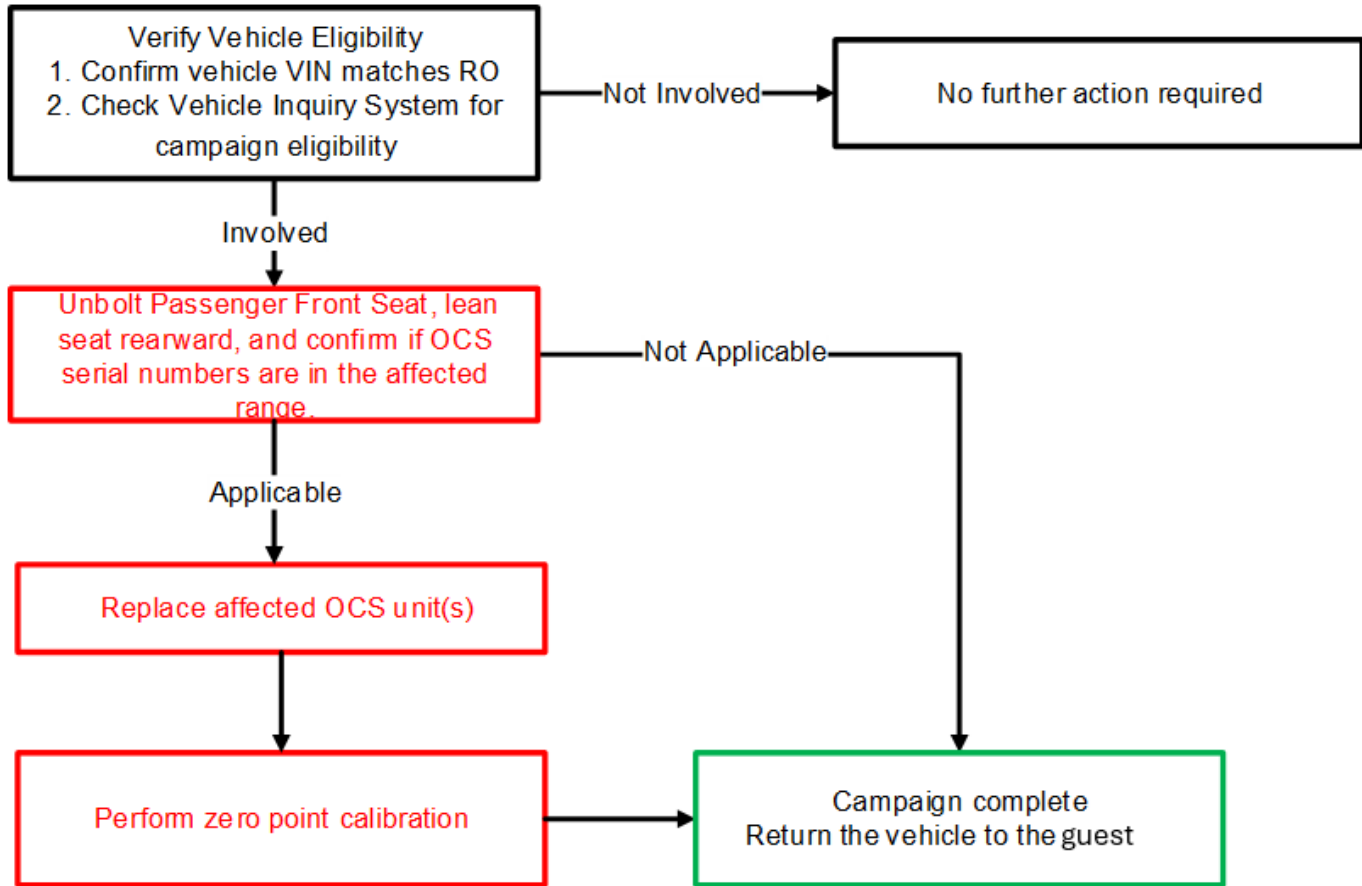 Verify Vehicle Eligibility
1. Confirm vehicle VIN matches RO
2. Check Vehicle Inquiry System for
campaign eligibility
Not Involved
No further action required
Involved
Unbolt Passenger Front Seat, lean
seat rearward, and confirm if OCS
serial numbers are in the affected
range.
Not Applicable
Applicable
Replace affected OCS unit(s)
Perform zero point calibration
Campaign complete
Return the vehicle to the guest